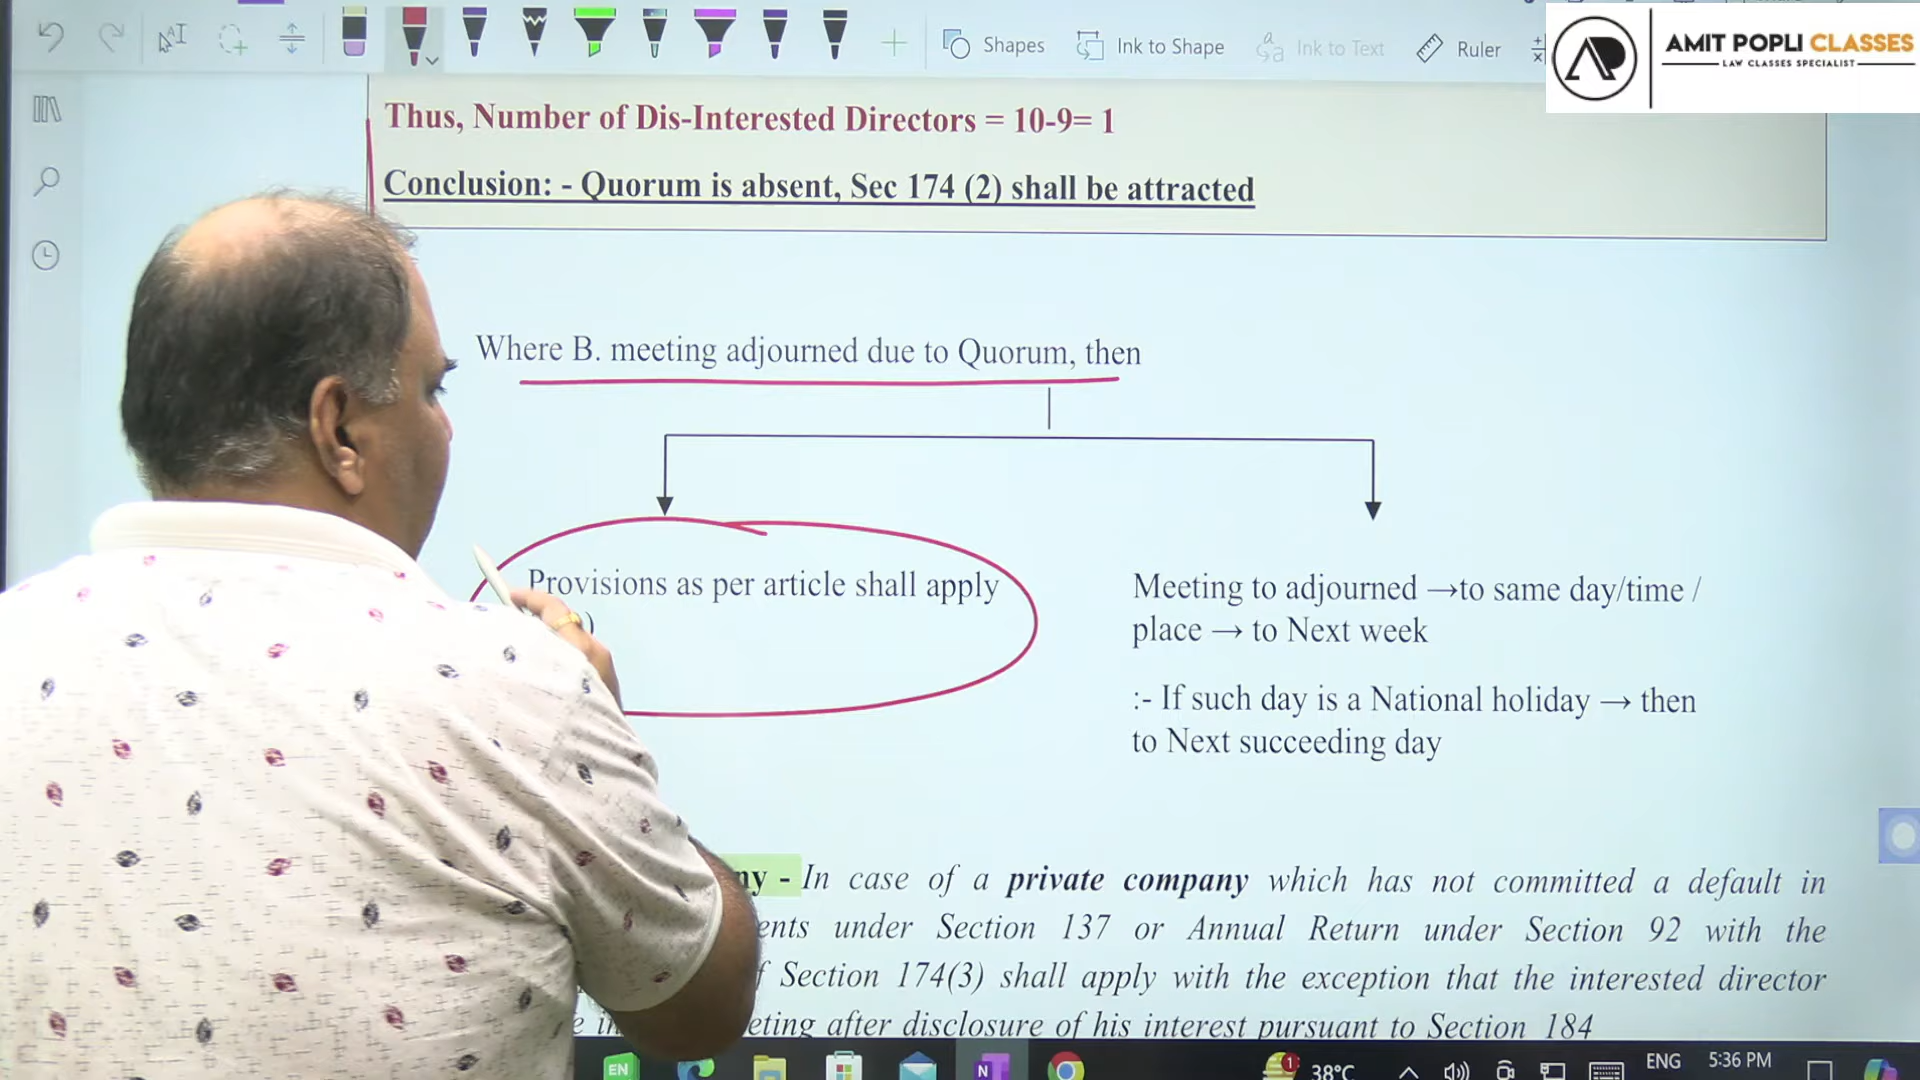 Shapes
Ink to Shape
Ink to Text
Ruler
AMIT POPLI CLASSES
LAW CLASSES SPECIALIST
Thus, Number of Dis-Interested Directors = 10-9= 1
Conclusion: - Quorum is absent, Sec 174 (2) shall be attracted
Where B. meeting adjourned due to Quorum, then
Provisions as per article shall apply
)
Meeting to adjourned →to same day/time /
place → to Next week
:- If such day is a National holiday → then
to Next succeeding day
ny - In case of a private company which has not committed a default in
ents under Section 137 or Annual Return under Section 92 with the
f Section 174(3) shall apply with the exception that the interested director
e in eting after disclosure of his interest pursuant to Section 184
EN
N
1
38°C
ENG
5:36 PM